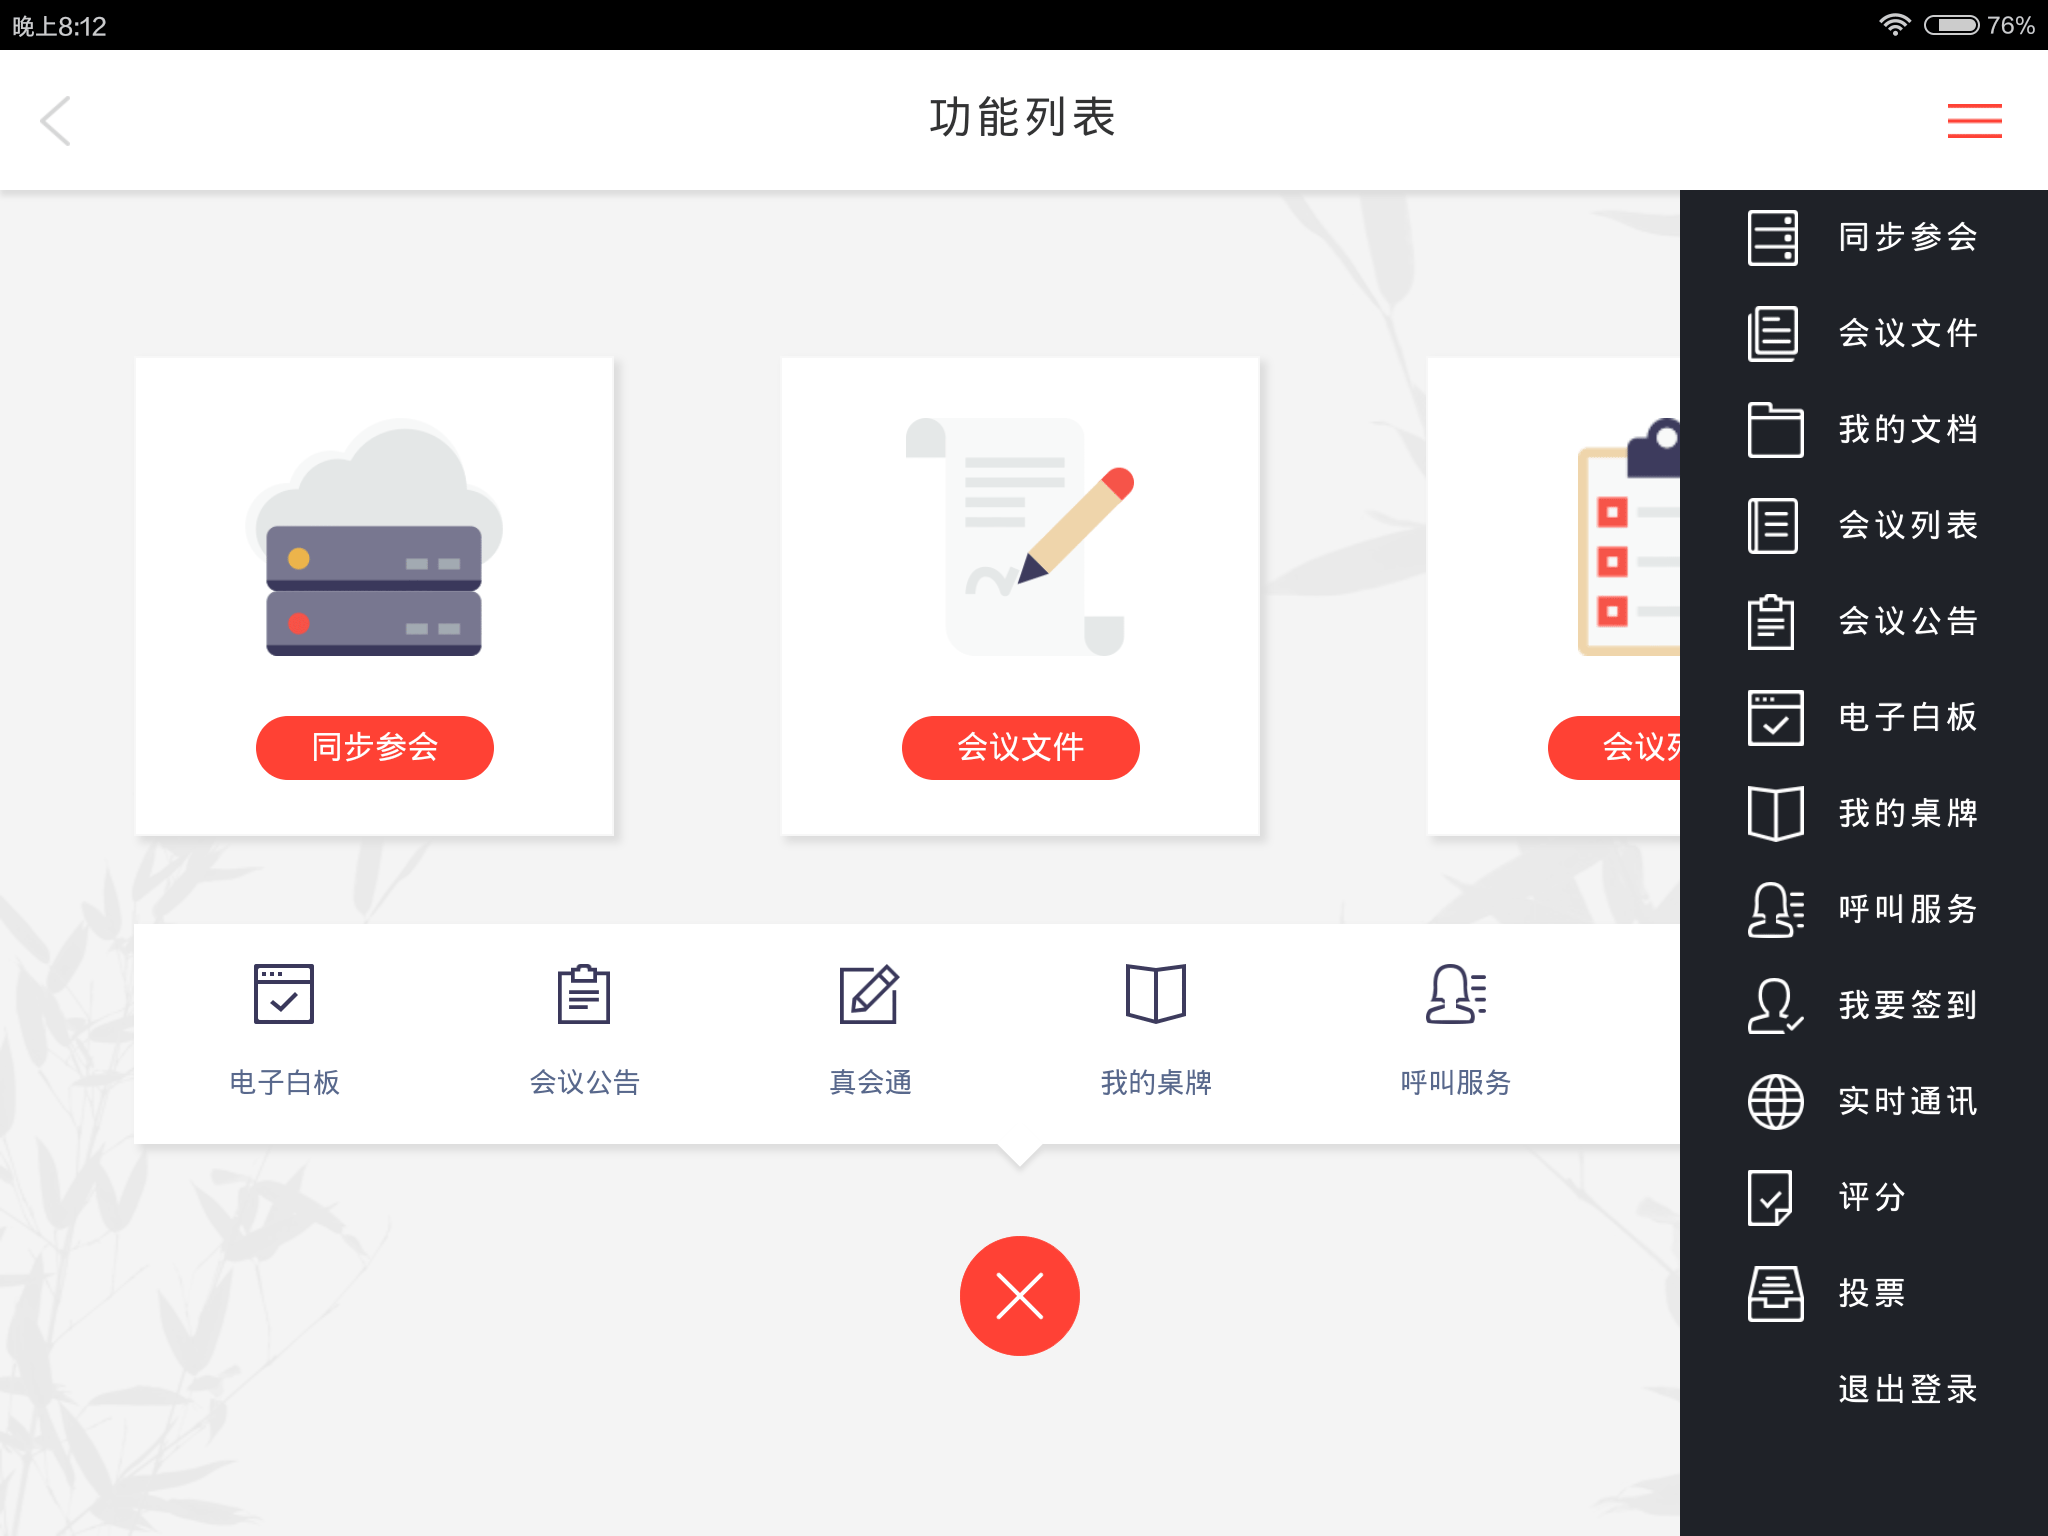 晚上8:12
76%
功能列表
同步参会
会议文件
我的文档
会议列表
会议公告
电子白板
我的桌牌
呼叫服务
我要签到
实时通讯
评分
投票
退出登录
同步参会
会议文件
会议列
电子白板
会议公告
真会通
我的桌牌
呼叫服务